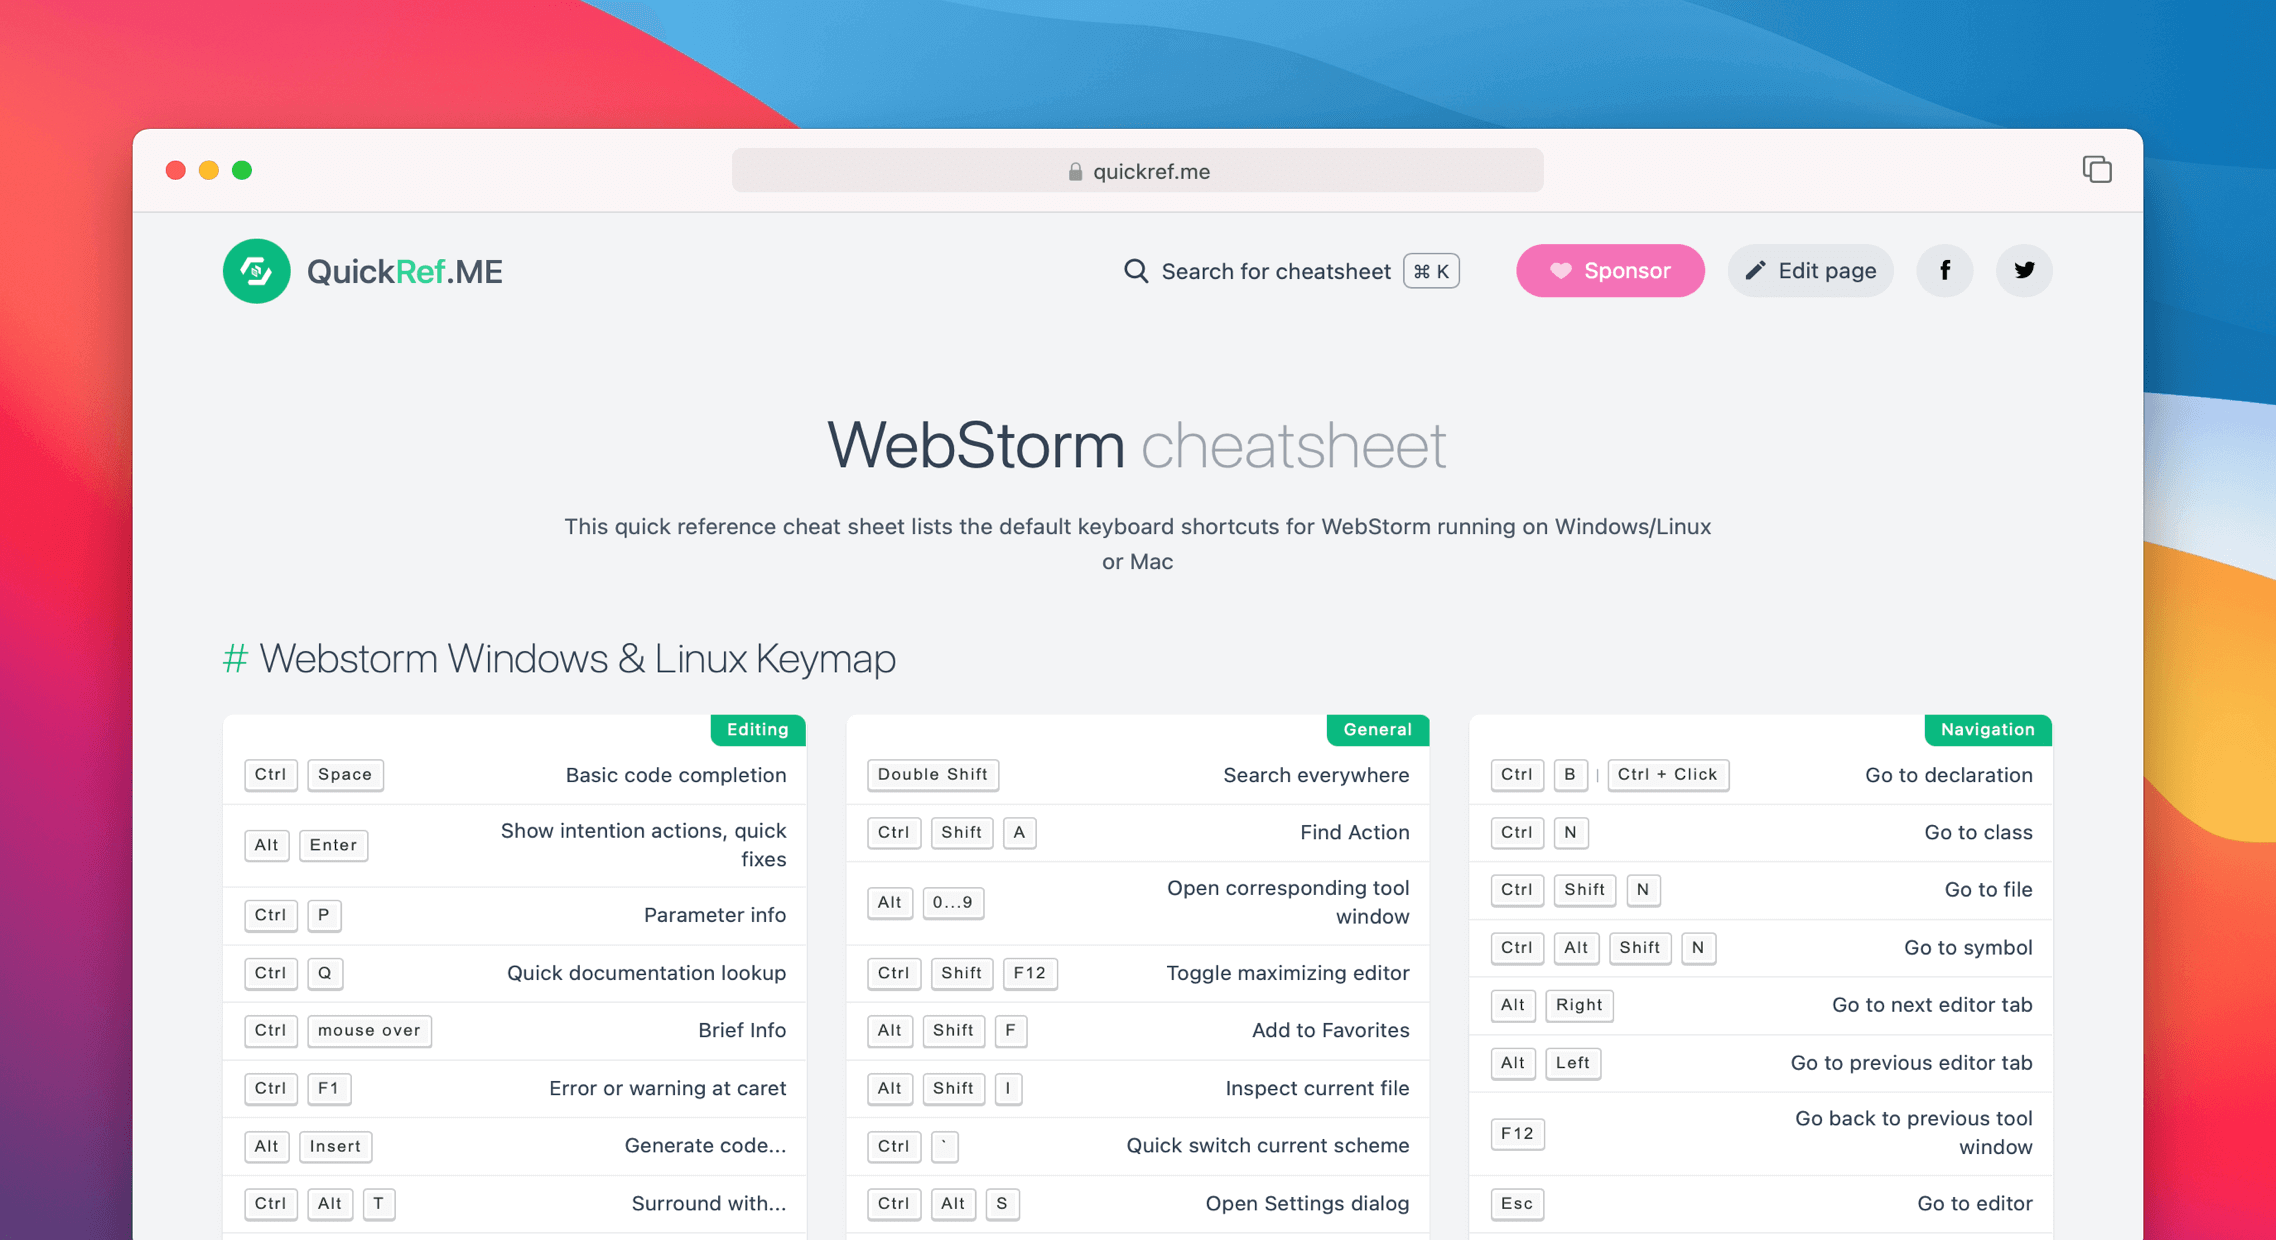 quickref.me
QuickRef.ME
Search for cheatsheet ⌘ K
Sponsor
Edit page
WebStorm cheatsheet
This quick reference cheat sheet lists the default keyboard shortcuts for WebStorm running on Windows/Linux
or Mac
# Webstorm Windows & Linux Keymap
Editing
Ctrl Space Basic code completion
Alt Enter Show intention actions, quick
fixes
Ctrl P Parameter info
Ctrl Q Quick documentation lookup
Ctrl mouse over Brief Info
Ctrl F1 Error or warning at caret
Alt Insert Generate code...
Ctrl Alt T Surround with...
General
Double Shift Search everywhere
Ctrl Shift A Find Action
Alt 0...9 Open corresponding tool
window
Ctrl Shift F12 Toggle maximizing editor
Alt Shift F Add to Favorites
Alt Shift I Inspect current file
Ctrl ` Quick switch current scheme
Ctrl Alt S Open Settings dialog
Navigation
Ctrl B | Ctrl + Click Go to declaration
Ctrl N Go to class
Ctrl Shift N Go to file
Ctrl Alt Shift N Go to symbol
Alt Right Go to next editor tab
Alt Left Go to previous editor tab
F12 Go back to previous tool
window
Esc Go to editor